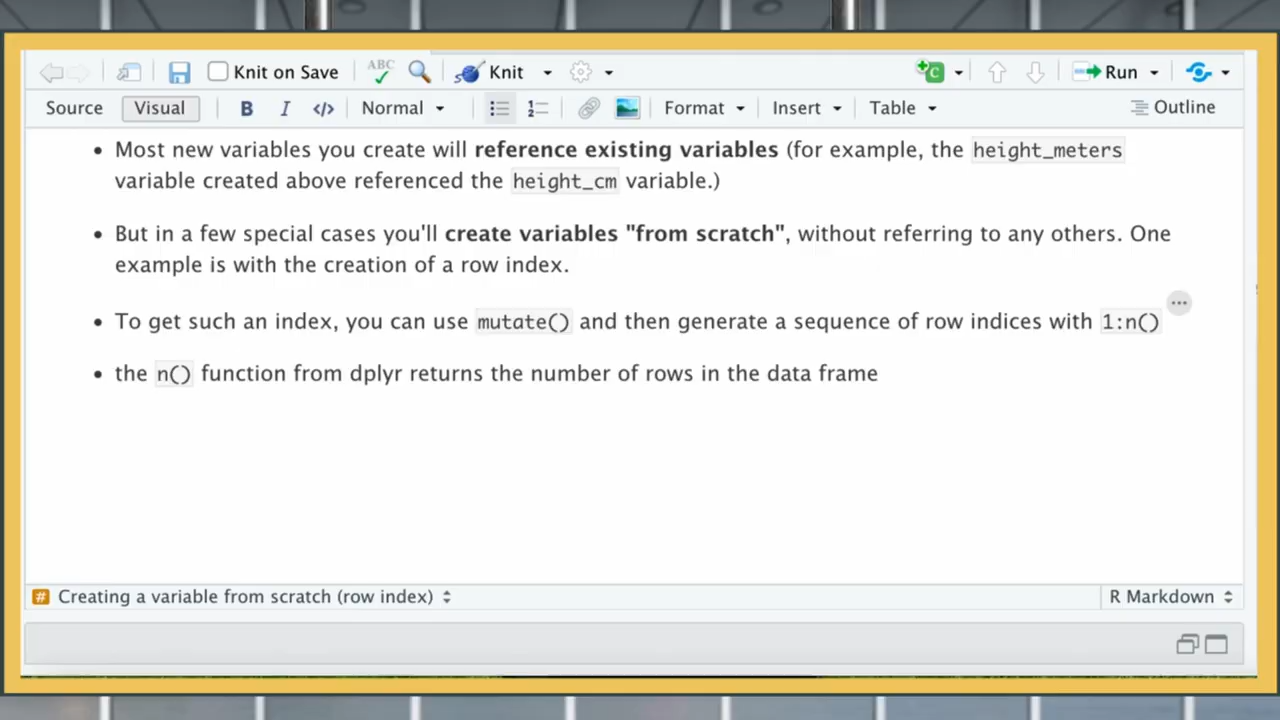 Knit on Save ABC Knit Run
Source Visual B I </> Normal Format Insert Table Outline
• Most new variables you create will reference existing variables (for example, the height_meters
variable created above referenced the height_cm variable.)
• But in a few special cases you'll create variables "from scratch", without referring to any others. One
example is with the creation of a row index.
• To get such an index, you can use mutate() and then generate a sequence of row indices with 1:n()
• the n() function from dplyr returns the number of rows in the data frame
# Creating a variable from scratch (row index) R Markdown